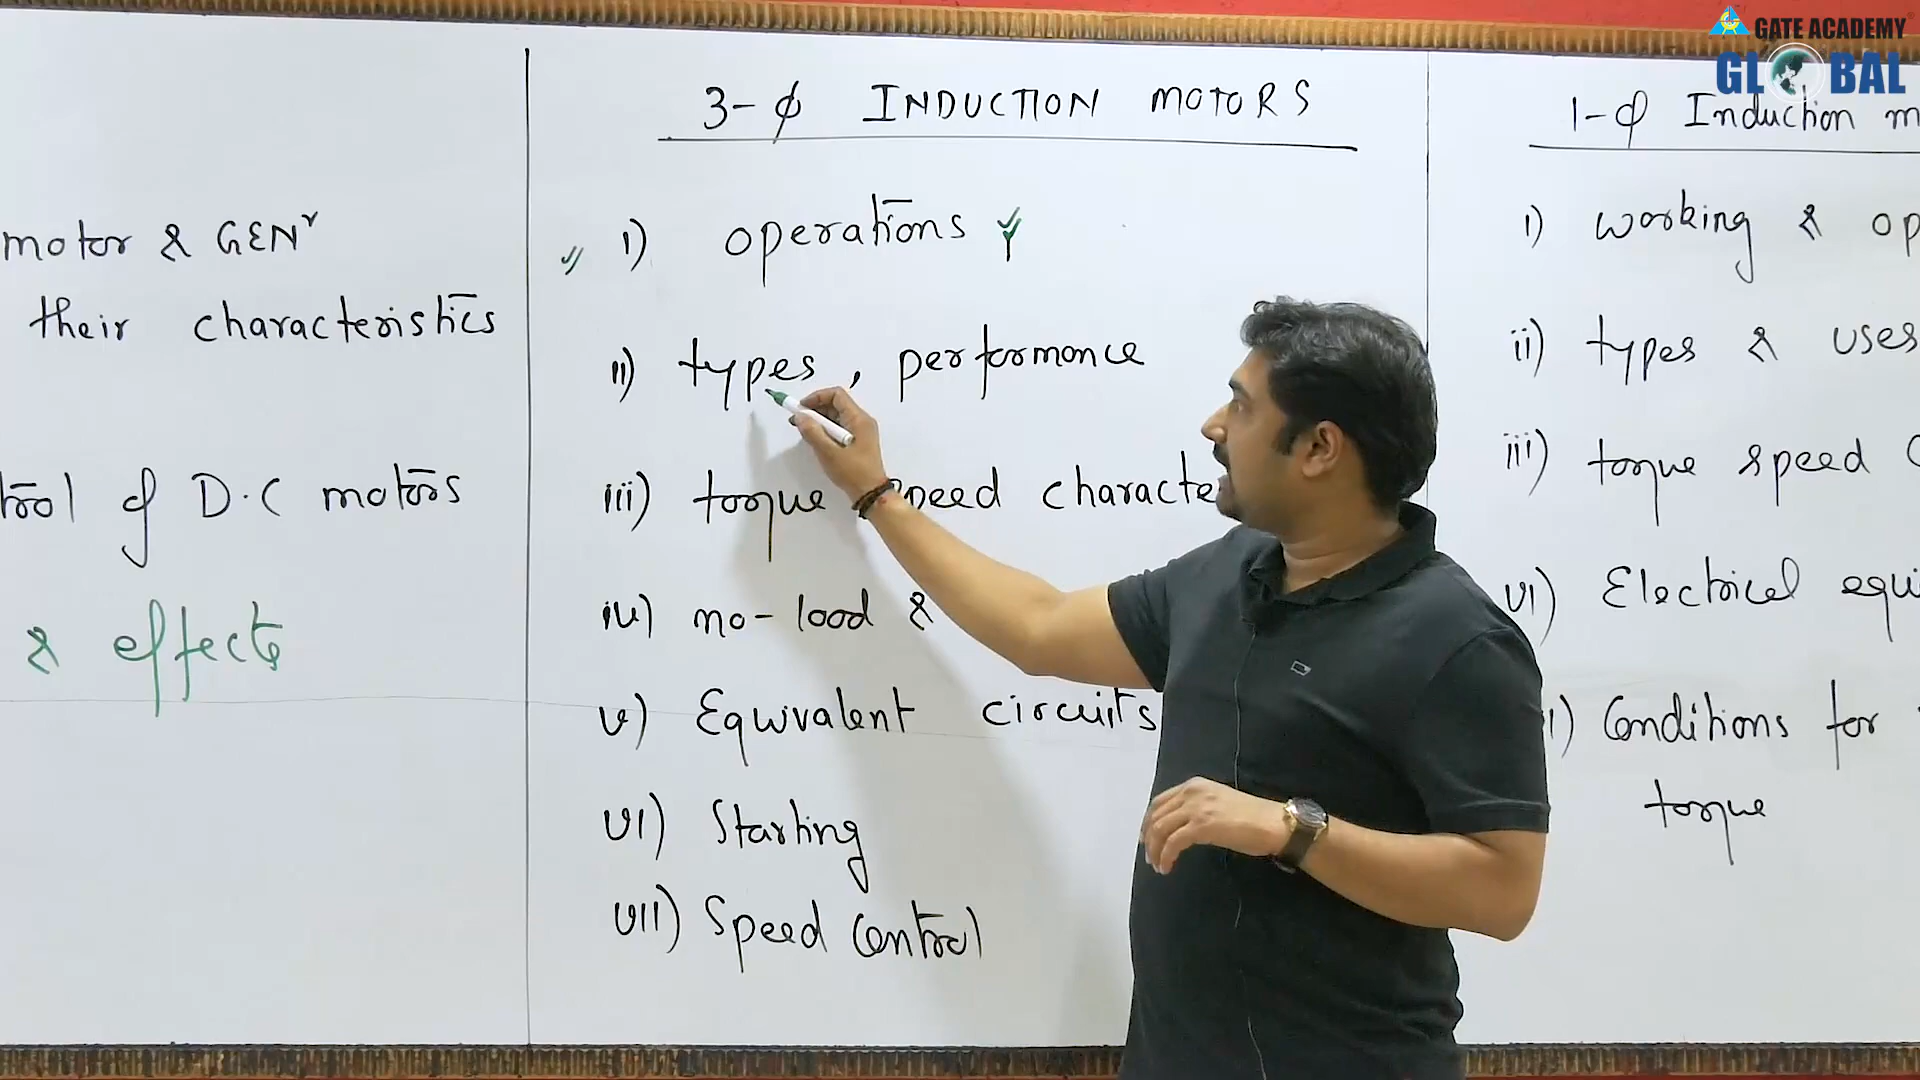 GATE ACADEMY
GLOBAL
motor & GENr
their characteristics
trol of D.C motors
& effects
3-φ INDUCTION MOTORS
i) operations
ii) types, performance
iii) torque speed characte
iv) no-load &
v) Equivalent circuits
vi) Starting
vii) Speed control
1-φ Induction m
i) working & op
ii) types & uses
iii) torque speed C
vi) Electrical equi
Conditions for
torque